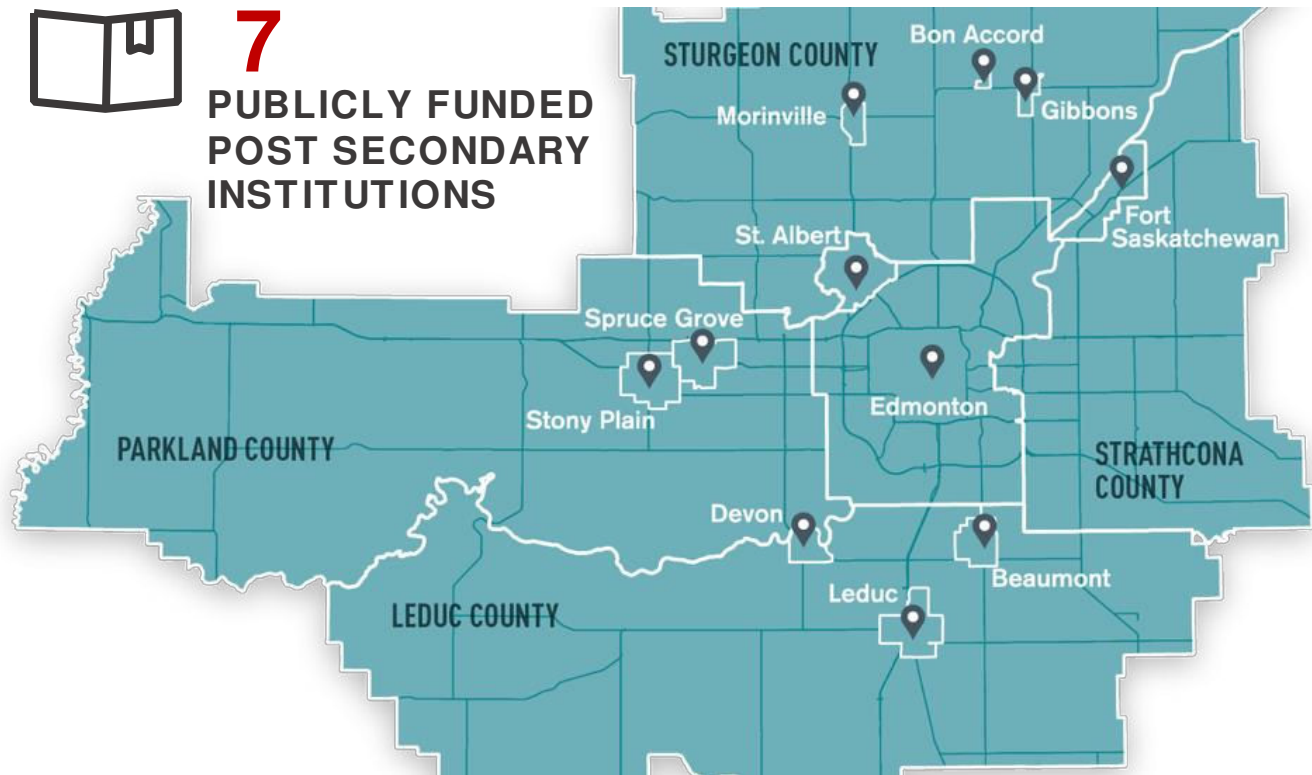 7
PUBLICLY FUNDED
POST SECONDARY
INSTITUTIONS
STURGEON COUNTY
Bon Accord
Morinville
Gibbons
Fort
Saskatchewan
St. Albert
Spruce Grove
Stony Plain
Edmonton
PARKLAND COUNTY
STRATHCONA
COUNTY
Devon
Beaumont
Leduc
LEDUC COUNTY